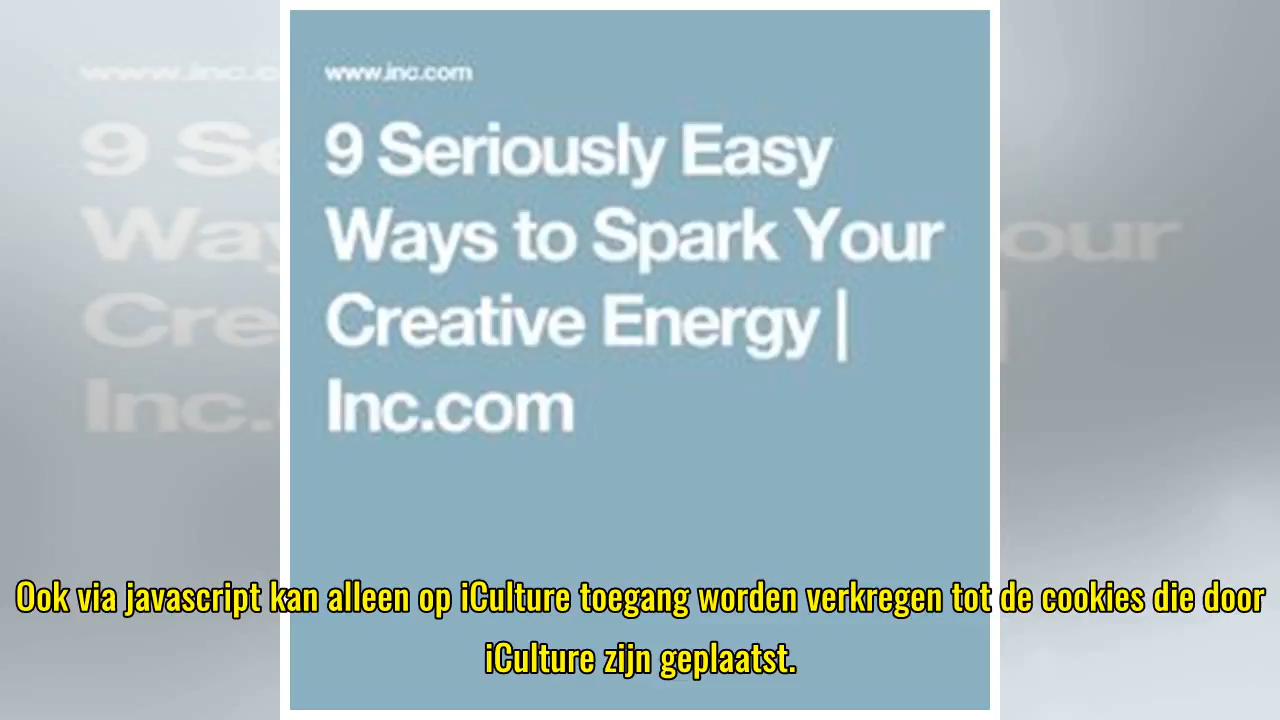 www.inc.com
9 Seriously Easy
Ways to Spark Your
Creative Energy |
Inc.com
Ook via javascript kan alleen op iCulture toegang worden verkregen tot de cookies die door
iCulture zijn geplaatst.